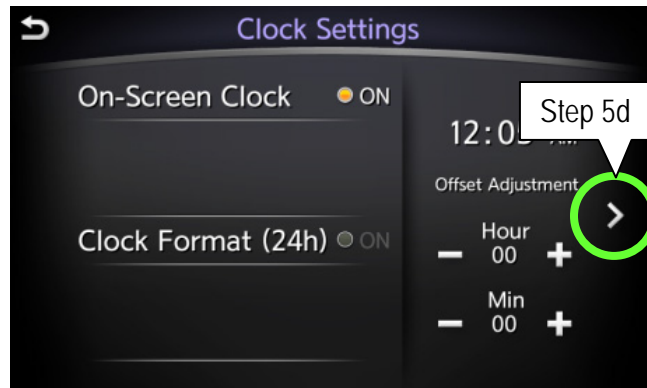 Clock Settings
On-Screen Clock ON
Step 5d
Offset Adjustment
Clock Format (24h) ON
Hour
− 00 +
Min
− 00 +